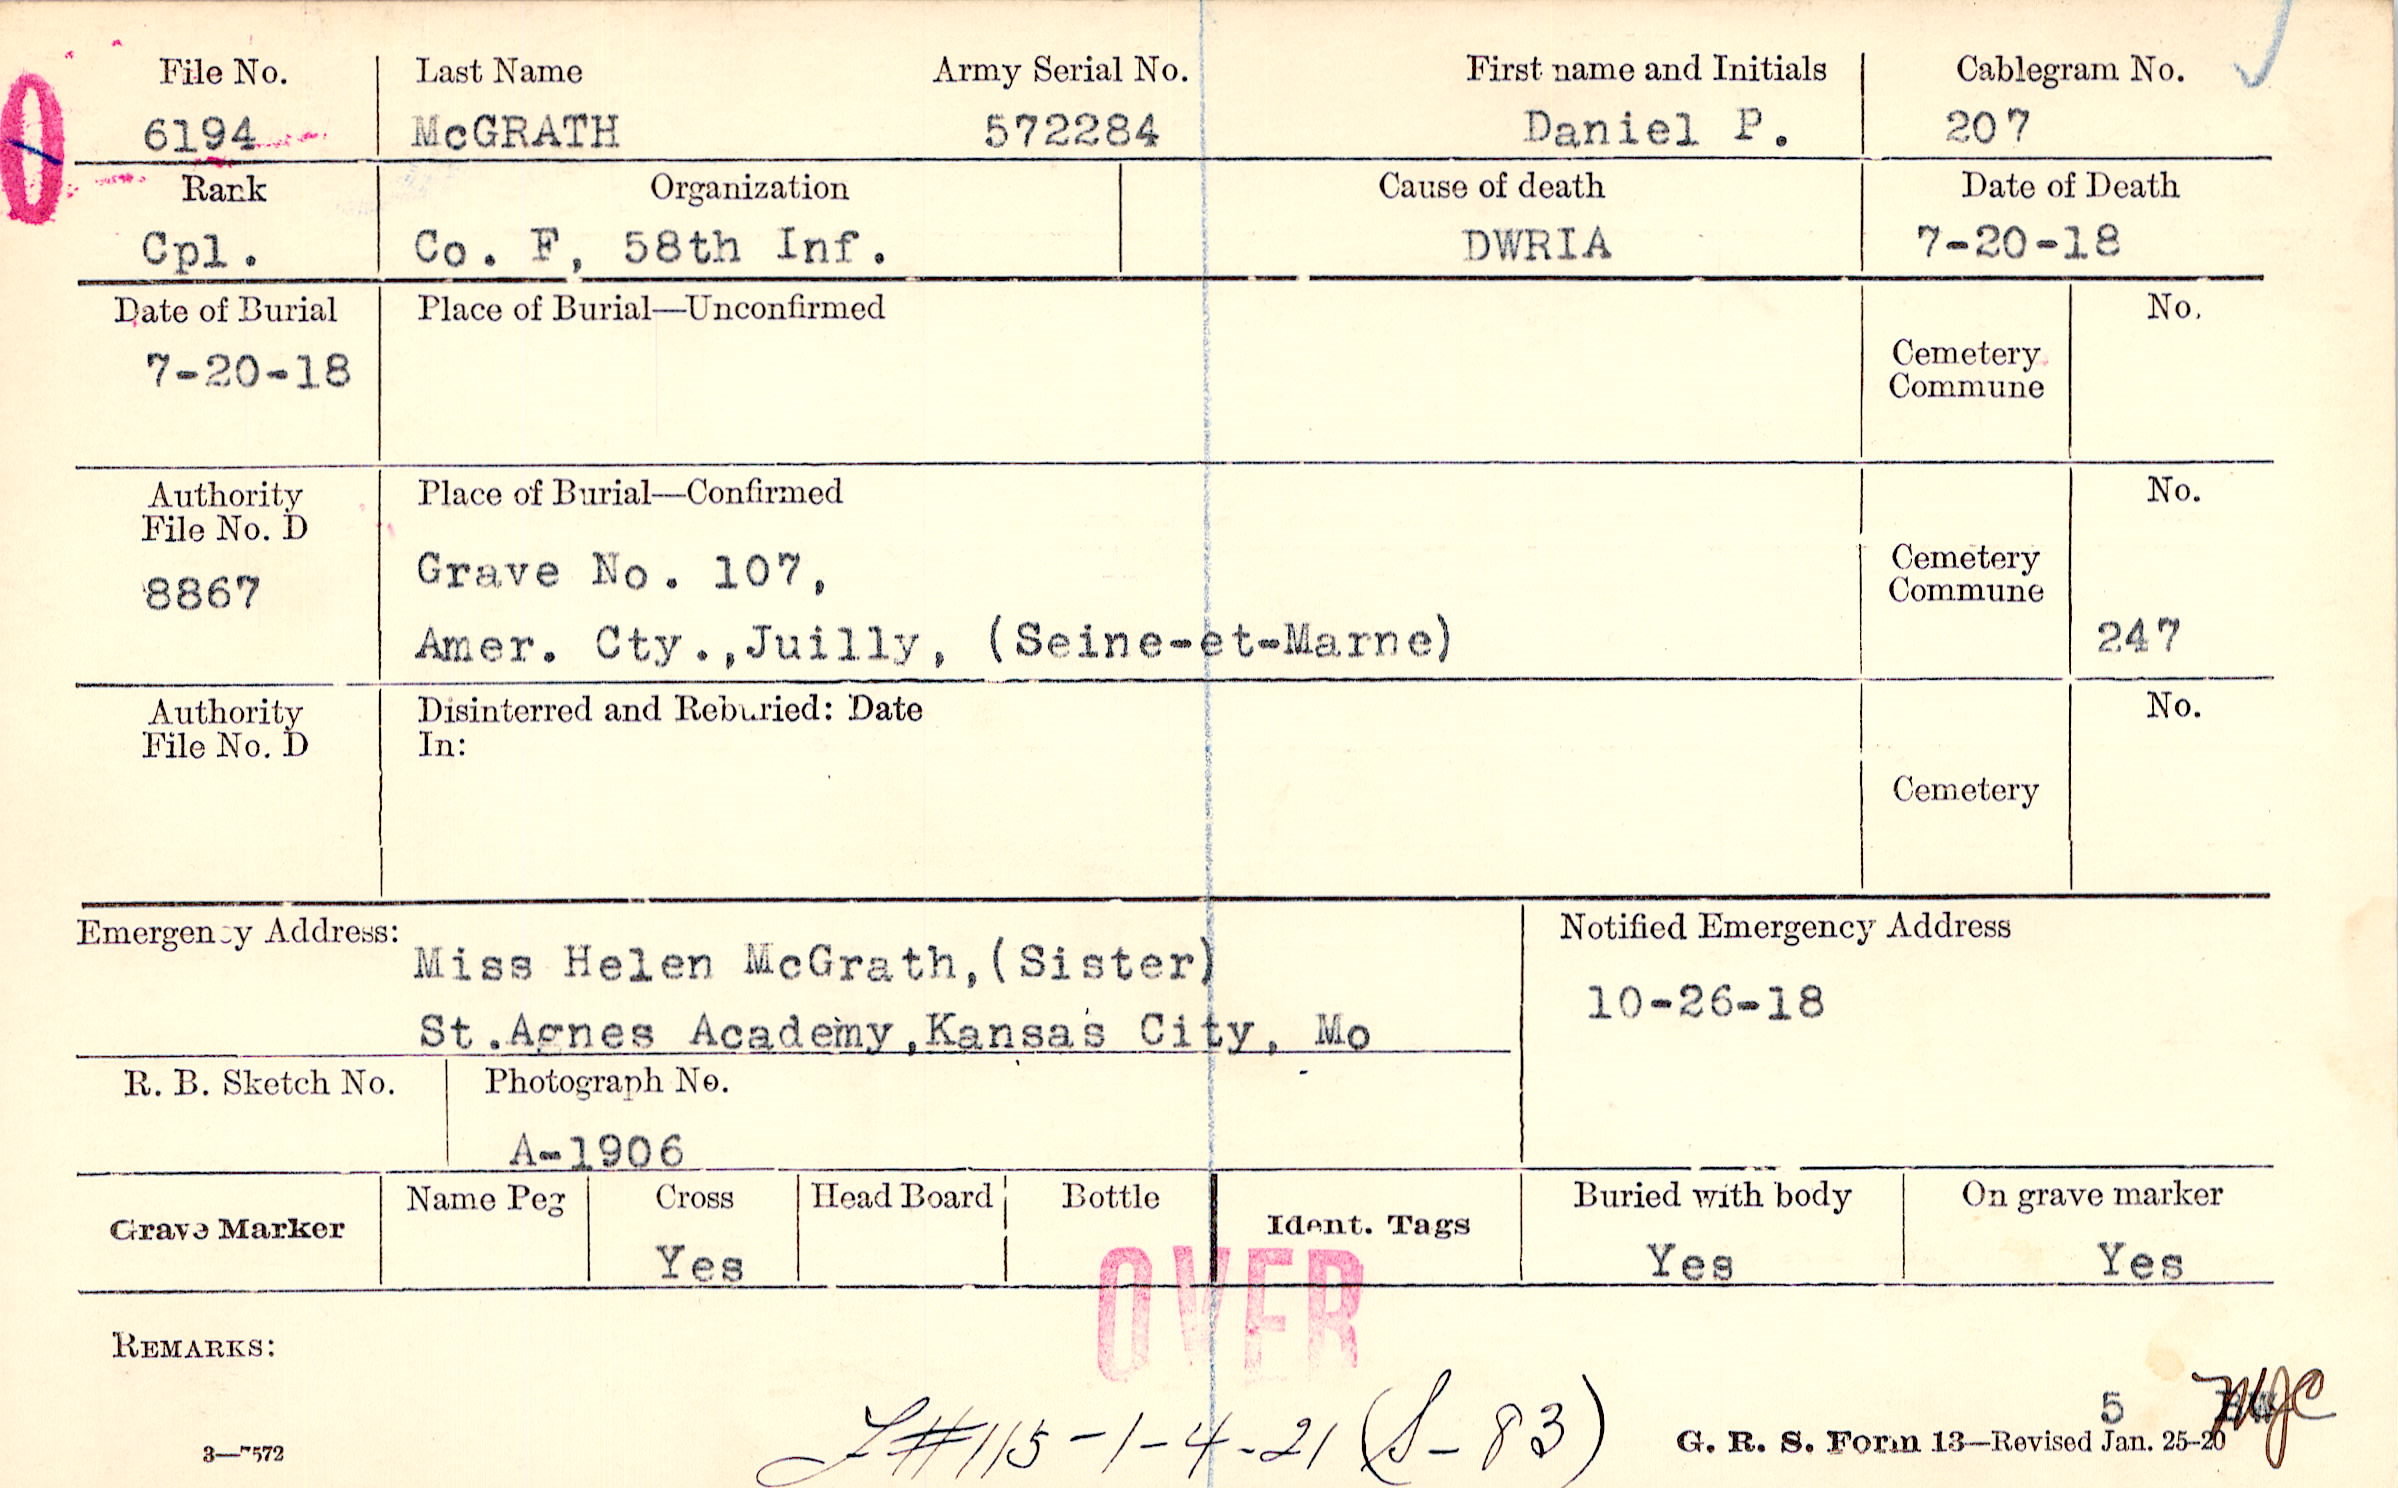 File No. Last Name Army Serial No. First name and Initials Cablegram No.
6194 McGRATH 572284 Daniel P. 207
Rank Organization Cause of death Date of Death
Cpl. Co. F, 58th Inf. DWRIA 7-20-18
Date of Burial Place of Burial—Unconfirmed No.
7-20-18
Cemetery
Commune
Authority Place of Burial—Confirmed No.
File No. D
8867
Grave No. 107,
Amer. Cty.,Juilly, (Seine-et-Marne)
Cemetery
Commune
247
Authority Disinterred and Reburied: Date No.
File No. D In:
Cemetery
Emergency Address: Notified Emergency Address
Miss Helen McGrath,(Sister)
St.Agnes Academy,Kansas City, Mo
10-26-18
R. B. Sketch No. Photograph No.
A-1906
Grave Marker Name Peg Cross Head Board Bottle Ident. Tags Buried with body On grave marker
Yes Yes Yes
OVER
REMARKS:
5
L#115-1-4-21 (S-83)
3—7572 G. R. S. Form 13—Revised Jan. 25-20